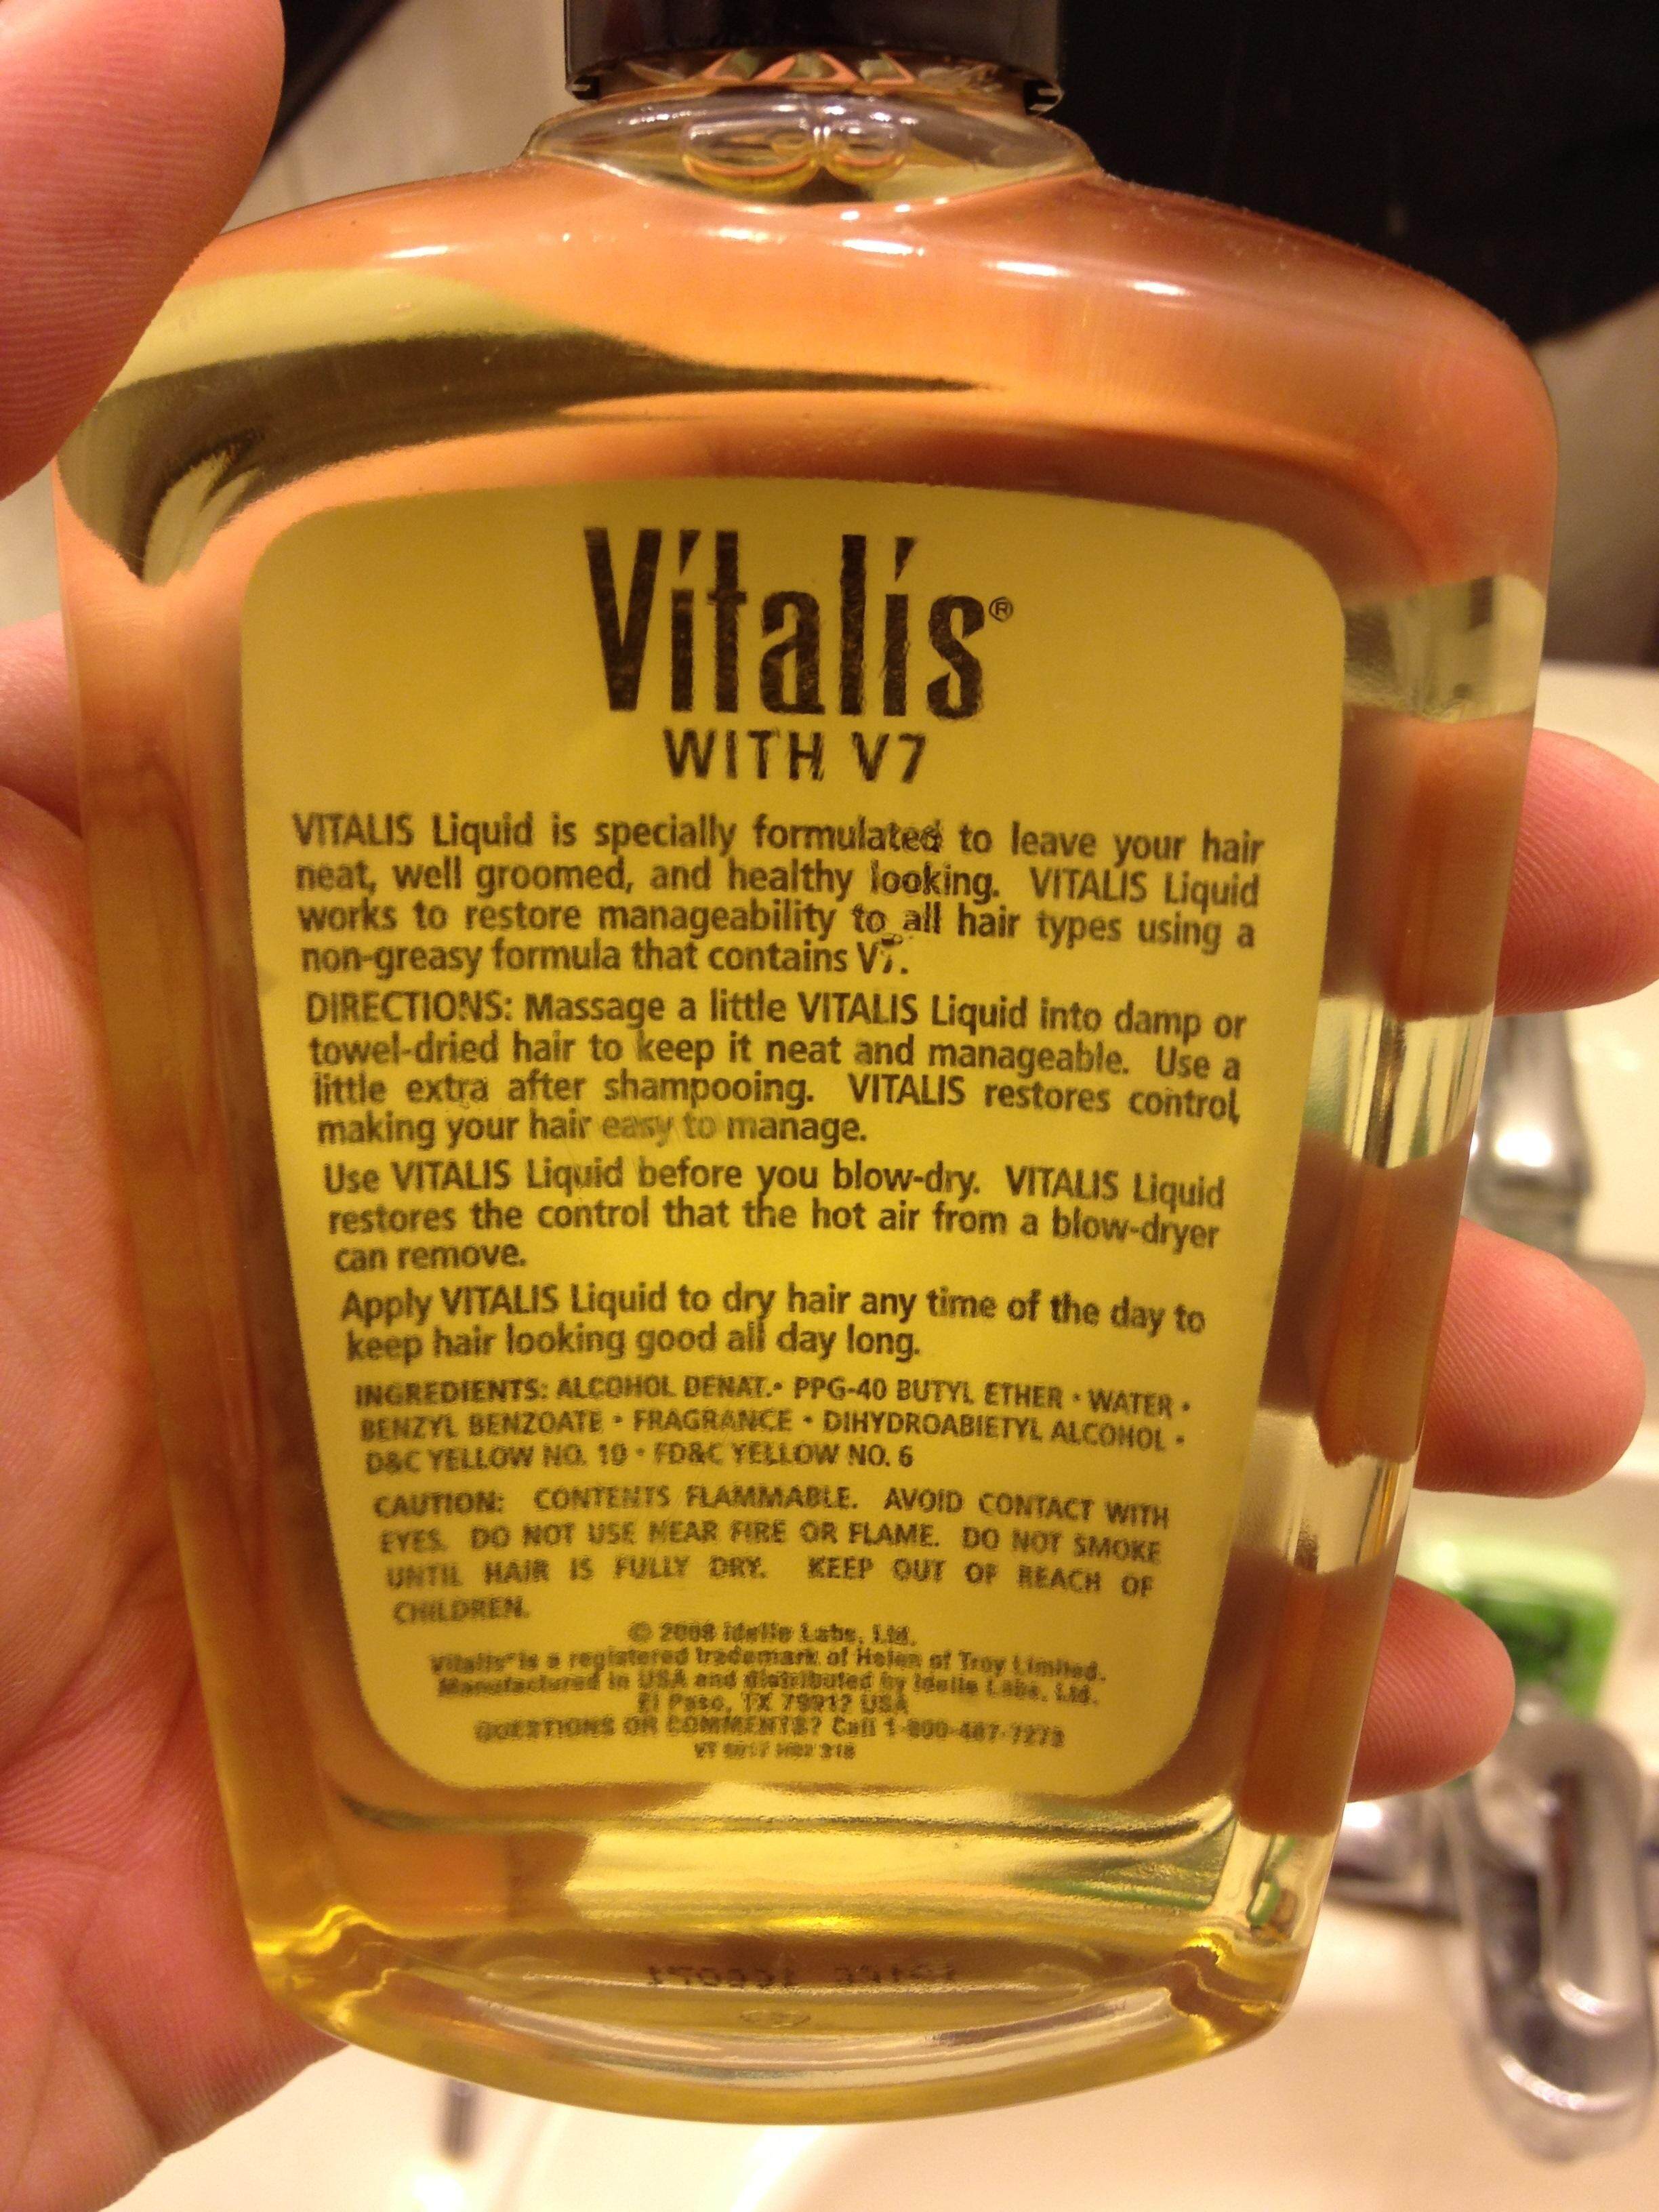 Vitalis®
WITH V7
VITALIS Liquid is specially formulated to leave your hair
neat, well groomed, and healthy looking. VITALIS Liquid
works to restore manageability to all hair types using a
non-greasy formula that contains V7.
DIRECTIONS: Massage a little VITALIS Liquid into damp or
towel-dried hair to keep it neat and manageable. Use a
little extra after shampooing. VITALIS restores control,
making your hair easy to manage.
Use VITALIS Liquid before you blow-dry. VITALIS Liquid
restores the control that the hot air from a blow-dryer
can remove.
Apply VITALIS Liquid to dry hair any time of the day to
keep hair looking good all day long.
INGREDIENTS: ALCOHOL DENAT.• PPG-40 BUTYL ETHER • WATER •
BENZYL BENZOATE • FRAGRANCE • DIHYDROABIETYL ALCOHOL •
D&C YELLOW NO. 10 • FD&C YELLOW NO. 6
CAUTION: CONTENTS FLAMMABLE. AVOID CONTACT WITH
EYES. DO NOT USE NEAR FIRE OR FLAME. DO NOT SMOKE
UNTIL HAIR IS FULLY DRY. KEEP OUT OF REACH OF
CHILDREN.
© 2008 Idelle Labs, Ltd.
Vitalis® is a registered trademark of Helen of Troy Limited.
Manufactured in USA and distributed by Idelle Labs, Ltd.
El Paso, TX 79912 USA
QUESTIONS OR COMMENTS? Call 1-800-487-7273